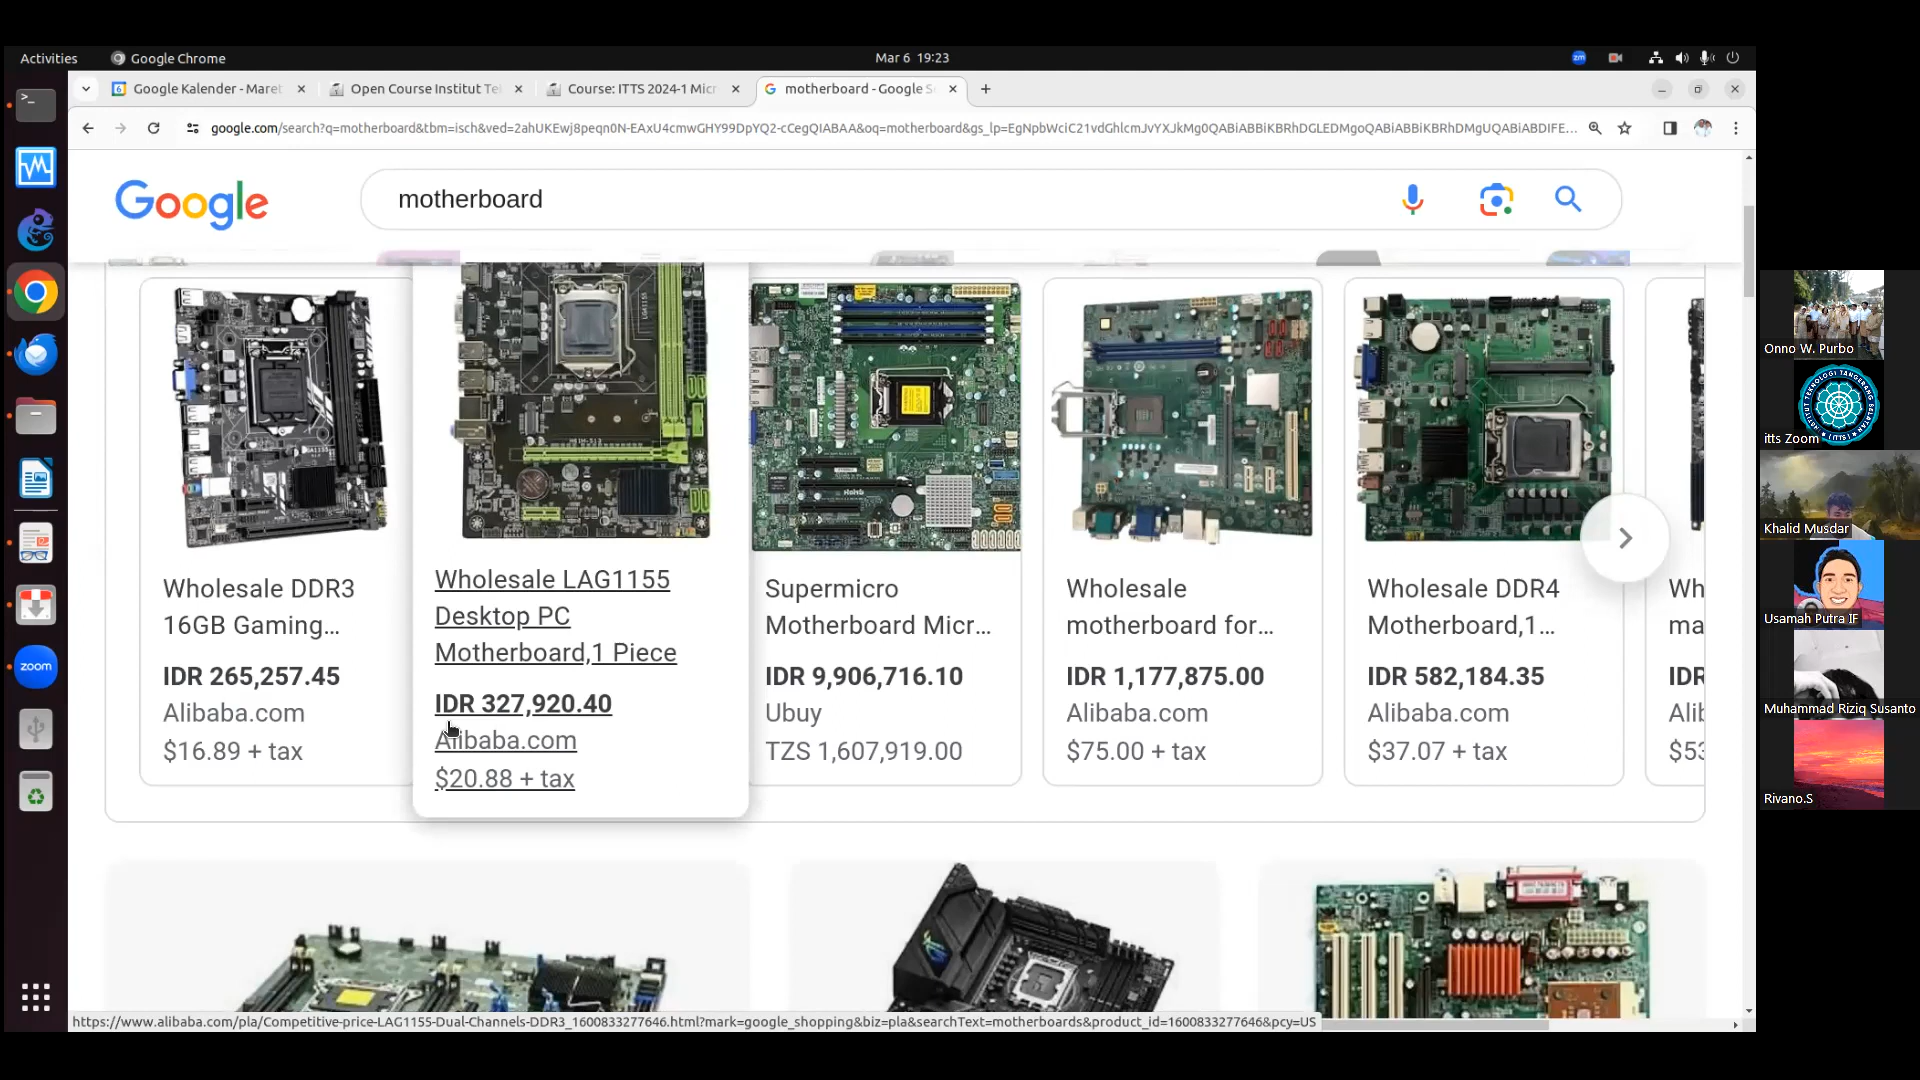 Activities
Google Chrome
Mar 6 19:23
Google Kalender - Maret
Open Course Institut Te
Course: ITTS 2024-1 Micr
motherboard - Google S
google.com/search?q=motherboard&tbm=isch&ved=2ahUKEwj8peqn0N-EAxU4cmwGHY99DpYQ2-cCegQIABAA&oq=motherboard&gs_lp=EgNpbWciC21vdGhlcmJvYXJkMg0QABiABBiKBRhDGLEDMgoQABiABBiKBRhDMgUQABiABDIFE...
Google
motherboard
Wholesale DDR3
16GB Gaming...
IDR 265,257.45
Alibaba.com
$16.89 + tax
Wholesale LAG1155
Desktop PC
Motherboard,1 Piece
IDR 327,920.40
Alibaba.com
$20.88 + tax
Supermicro
Motherboard Micr...
IDR 9,906,716.10
Ubuy
TZS 1,607,919.00
Wholesale
motherboard for...
IDR 1,177,875.00
Alibaba.com
$75.00 + tax
Wholesale DDR4
Motherboard,1...
IDR 582,184.35
Alibaba.com
$37.07 + tax
Wh
ma
IDR
Alib
$53
https://www.alibaba.com/pla/Competitive-price-LAG1155-Dual-Channels-DDR3_1600833277646.html?mark=google_shopping&biz=pla&searchText=motherboards&product_id=1600833277646&pcy=US
zoom
zm
Onno W. Purbo
itts Zoom
Khalid Musdar
Usamah Putra IF
Muhammad Riziq Susanto
Rivano.S